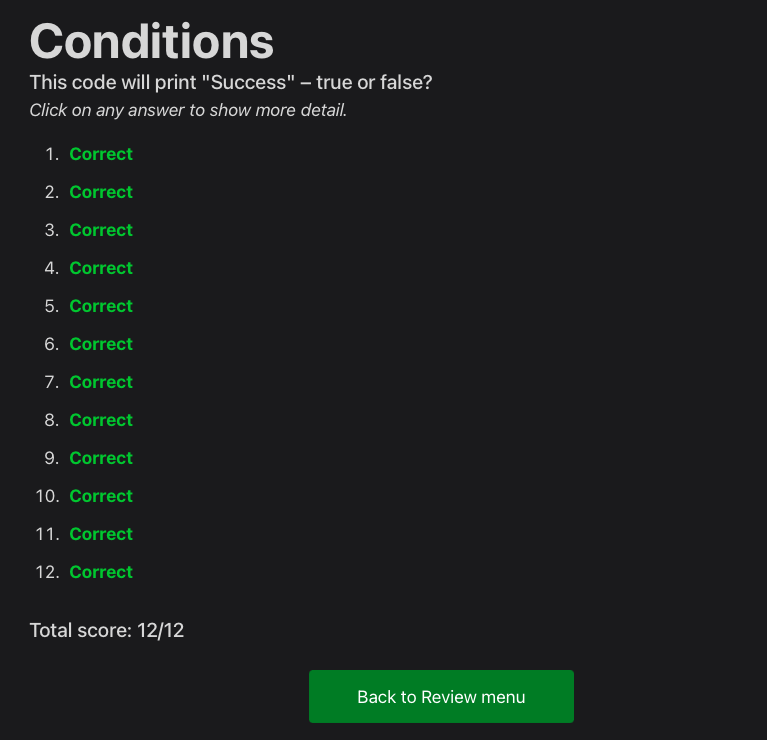 Conditions
This code will print "Success" – true or false?
Click on any answer to show more detail.
1. Correct
2. Correct
3. Correct
4. Correct
5. Correct
6. Correct
7. Correct
8. Correct
9. Correct
10. Correct
11. Correct
12. Correct
Total score: 12/12
Back to Review menu